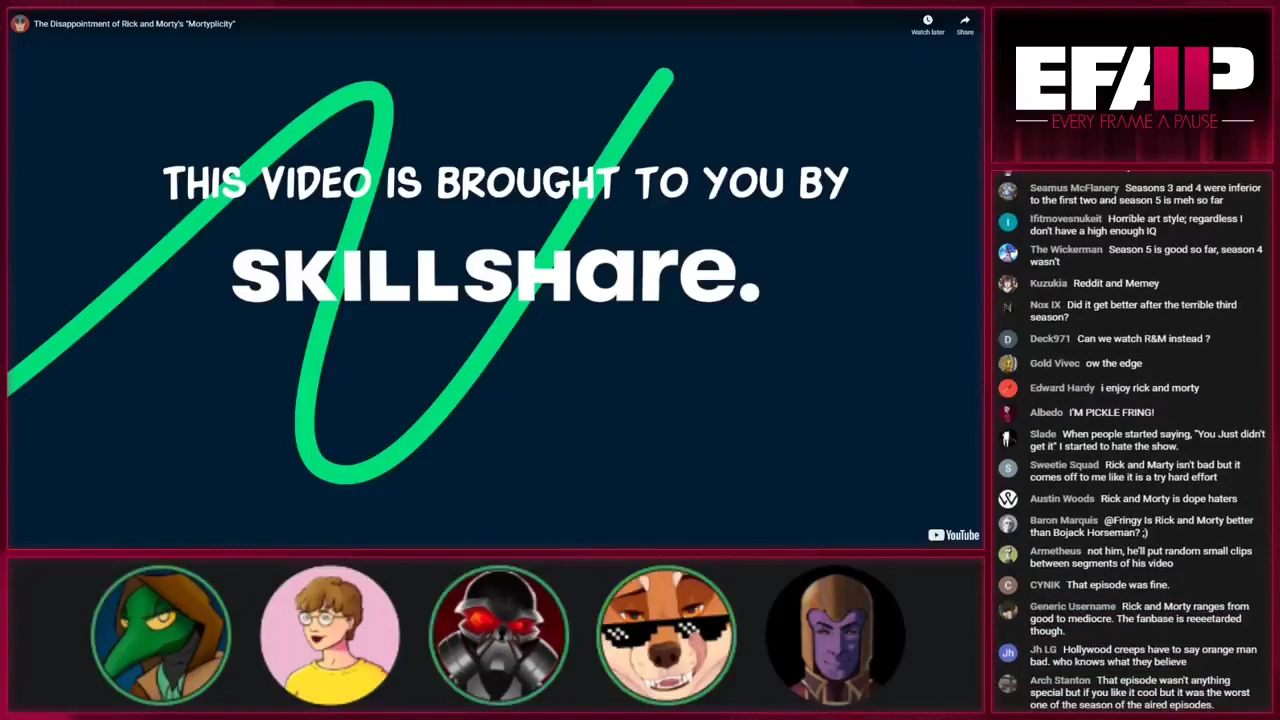 The Disappointment of Rick and Morty's "Mortyplicity"
Watch later
Share
THIS VIDEO IS BROUGHT TO YOU BY
SKILLSHare.
YouTube
EFAP
EVERY FRAME A PAUSE
Seamus McFlanery Seasons 3 and 4 were inferior
to the first two and season 5 is meh so far
Ifitmovesnukeit Horrible art style; regardless I
don't have a high enough IQ
The Wickerman Season 5 is good so far, season 4
wasn't
Kuzukia Reddit and Memey
Nox IX Did it get better after the terrible third
season?
Deck971 Can we watch R&M instead ?
Gold Vivec ow the edge
Edward Hardy i enjoy rick and morty
Albedo I'M PICKLE FRING!
Slade When people started saying, "You Just didn't
get it" I started to hate the show.
Sweetie Squad Rick and Marty isn't bad but it
comes off to me like it is a try hard effort
Austin Woods Rick and Morty is dope haters
Baron Marquis @Fringy Is Rick and Morty better
than Bojack Horseman? ;)
Armetheus not him, he'll put random small clips
between segments of his video
CYNIK That episode was fine.
Generic Username Rick and Morty ranges from
good to mediocre. The fanbase is reeeetarded
though.
Jh LG Hollywood creeps have to say orange man
bad. who knows what they believe
Arch Stanton That episode wasn't anything
special but if you like it cool but it was the worst
one of the season of the aired episodes.